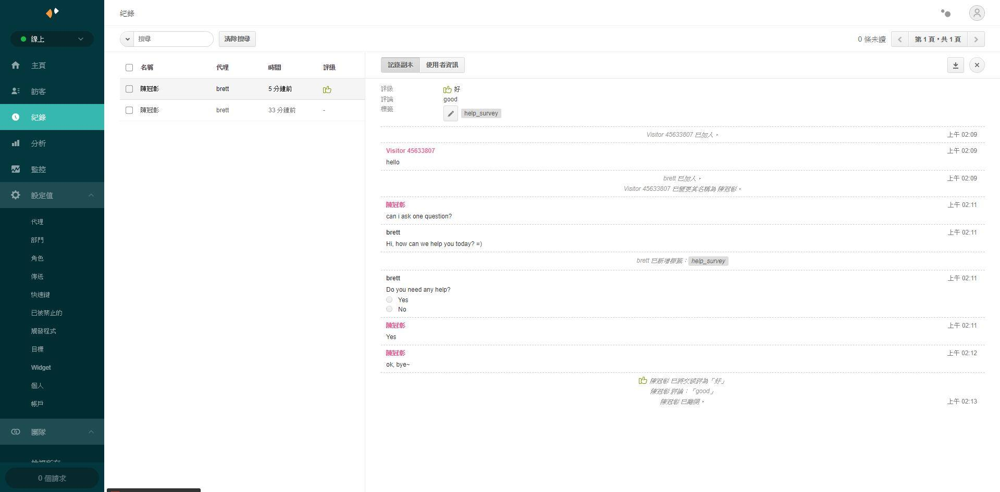 紀錄
線上
主頁
訪客
紀錄
分析
監控
設定值
代理
部門
角色
傳送
快速鍵
已被禁止的
觸發程式
目標
Widget
個人
帳戶
團隊
檢視所有
0 個請求
搜尋
清除搜尋
0 條未讀
第 1 頁，共 1 頁
名稱 代理 時間 評級
陳冠彰 brett 5 分鐘前
陳冠彰 brett 33 分鐘前 -
記錄副本 使用者資訊
評級 好
評論 good
標籤 help_survey
Visitor 45633807 已加入。 上午 02:09
Visitor 45633807 上午 02:09
hello
brett 已加入。 上午 02:09
Visitor 45633807 已變更其名稱為 陳冠彰。
陳冠彰 上午 02:11
can i ask one question?
brett 上午 02:11
Hi, how can we help you today? =)
brett 已新增標籤：help_survey
brett 上午 02:11
Do you need any help?
Yes
No
陳冠彰 上午 02:11
Yes
陳冠彰 上午 02:12
ok, bye~
陳冠彰 已將交談評為「好」
陳冠彰 評論：「good」
陳冠彰 已離開。 上午 02:13